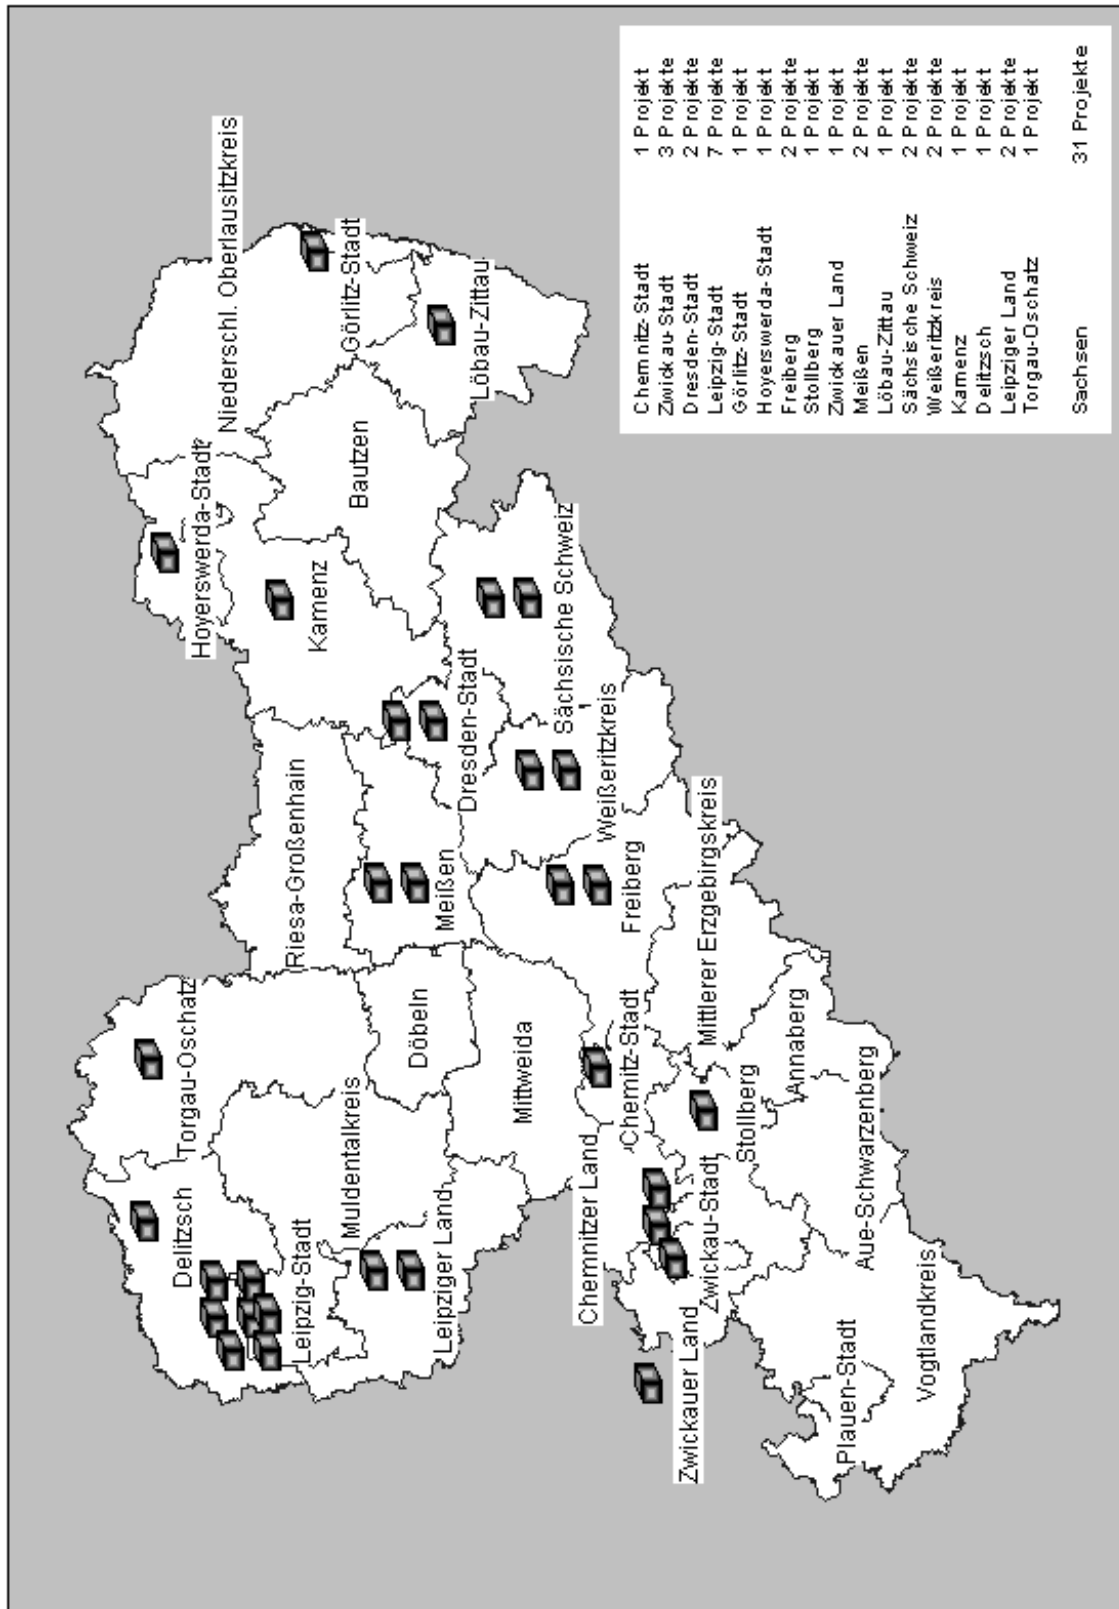 Niederschl. Oberlausitzkreis
Hoyerswerda-Stadt
Görlitz-Stadt
Löbau-Zittau
Bautzen
Kamenz
Torgau-Oschatz
Riesa-Großenhain
Delitzsch
Leipzig-Stadt
Muldentalkreis
Leipziger Land
Döbeln
Meißen
Dresden-Stadt
Sächsische Schweiz
Weißeritzkreis
Freiberg
Mittweida
Mittlerer Erzgebirgskreis
Chemnitzer Land
Chemnitz-Stadt
Zwickauer Land
Zwickau-Stadt
Stollberg
Annaberg
Aue-Schwarzenberg
Plauen-Stadt
Vogtlandkreis
Chemnitz-Stadt 1 Projekt
Zwickau-Stadt 3 Projekte
Dresden-Stadt 2 Projekte
Leipzig-Stadt 7 Projekte
Görlitz-Stadt 1 Projekt
Hoyerswerda-Stadt 1 Projekt
Freiberg 2 Projekte
Stollberg 1 Projekt
Zwickauer Land 1 Projekt
Meißen 2 Projekte
Löbau-Zittau 1 Projekt
Sächsische Schweiz 2 Projekte
Weißeritzkreis 2 Projekte
Kamenz 1 Projekt
Delitzsch 1 Projekt
Leipziger Land 2 Projekte
Torgau-Oschatz 1 Projekt
Sachsen 31 Projekte